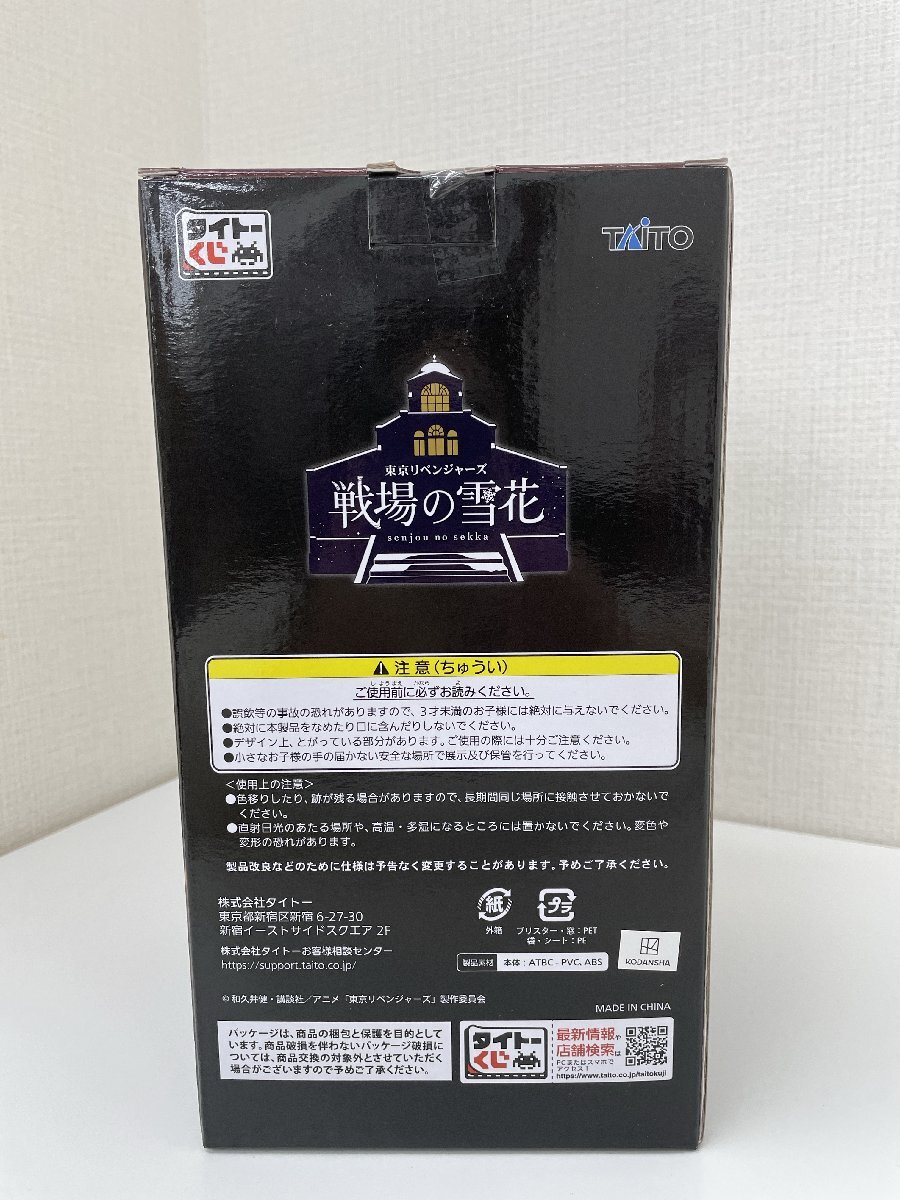 タイトー
くじ
TAITO
東京リベンジャーズ
戦場の雪花
senjou no sekka
注意(ちゅうい)
ご使用前に必ずお読みください。
●誤飲等の事故の恐れがありますので、3才未満のお子様には絶対に与えないでください。
●絶対に本製品をなめたり口に含んだりしないでください。
●デザイン上、とがっている部分があります。ご使用の際には十分ご注意ください。
●小さなお子様の手の届かない安全な場所で展示及び保管を行ってください。
<使用上の注意>
●色移りしたり、跡が残る場合がありますので、長期間同じ場所に接触させておかないで
ください。
●直射日光のあたる場所や、高温・多湿になるところには置かないでください。変色や
変形の恐れがあります。
製品改良などのために仕様は予告なく変更することがあります。予めご了承ください。
株式会社タイトー
東京都新宿区新宿 6-27-30
新宿イーストサイドスクエア 2F
株式会社タイトーお客様相談センター
https://support.taito.co.jp/
紙
外箱
プラ
ブリスター・窓:PET
袋・シート:PE
製品素材 本体:ATBC-PVC、ABS
KODANSHA
©和久井健・講談社/アニメ「東京リベンジャーズ」製作委員会
MADE IN CHINA
パッケージは、商品の梱包と保護を目的として
います。商品破損を伴わないパッケージ破損に
ついては、商品交換の対象外とさせていただく
場合がございますので予めご了承ください。
タイトー
くじ
最新情報や
店舗検索は
PCまたはスマホで
アクセス!
https://www.taito.co.jp/taitokuji